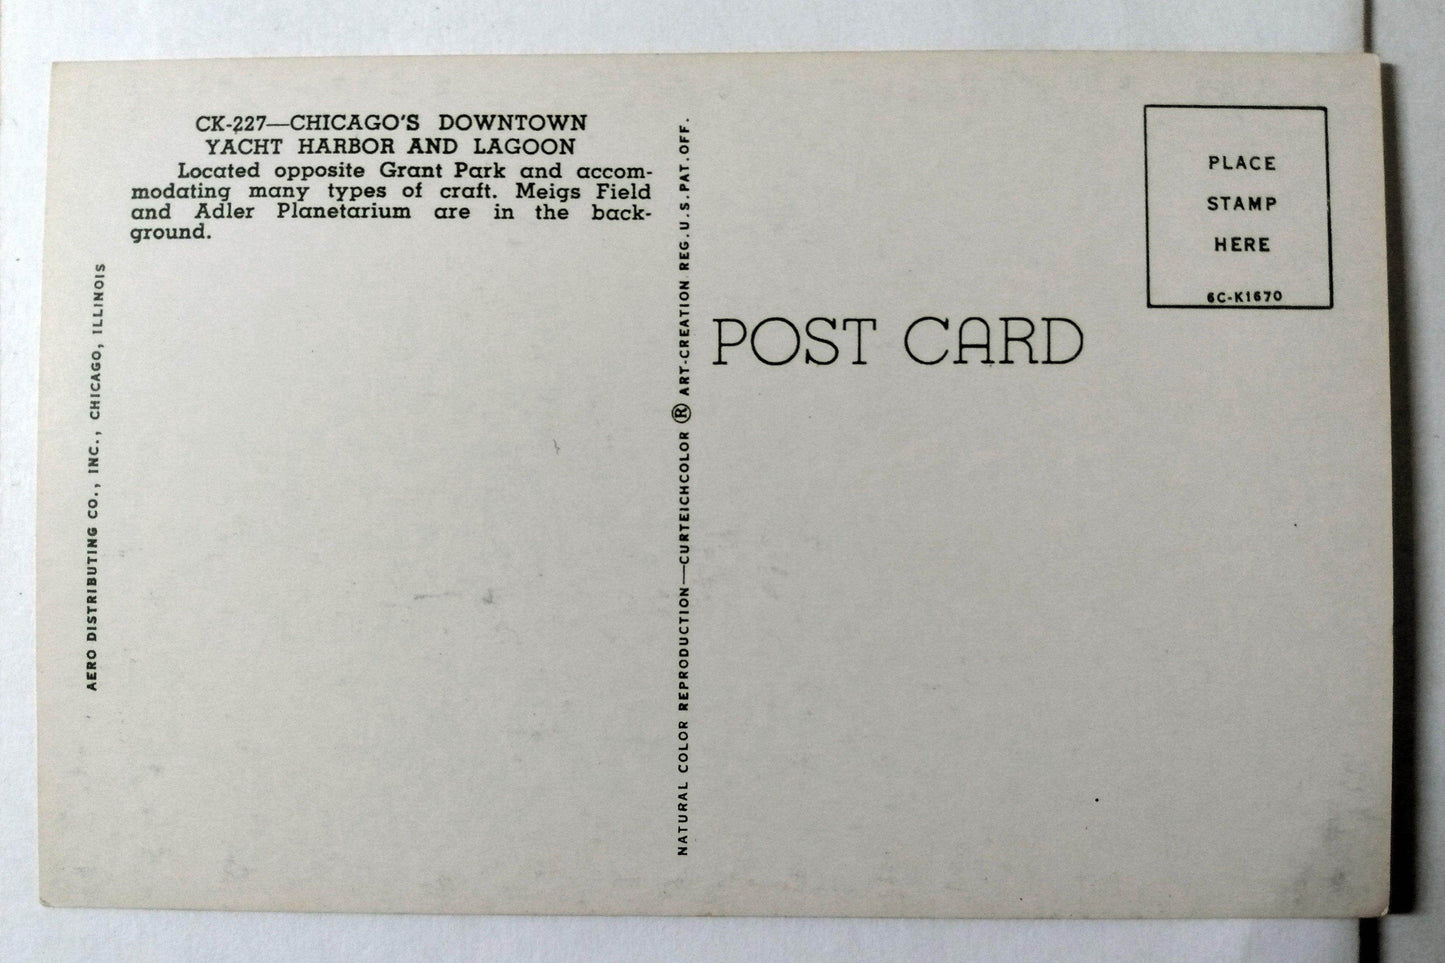 CK-227—CHICAGO'S DOWNTOWN
YACHT HARBOR AND LAGOON
Located opposite Grant Park and accom-
modating many types of craft. Meigs Field
and Adler Planetarium are in the back-
ground.
AERO DISTRIBUTING CO., INC., CHICAGO, ILLINOIS
NATURAL COLOR REPRODUCTION—CURTEICHCOLOR ® ART-CREATION REG. U.S. PAT. OFF.
POST CARD
PLACE
STAMP
HERE
6C-K1670